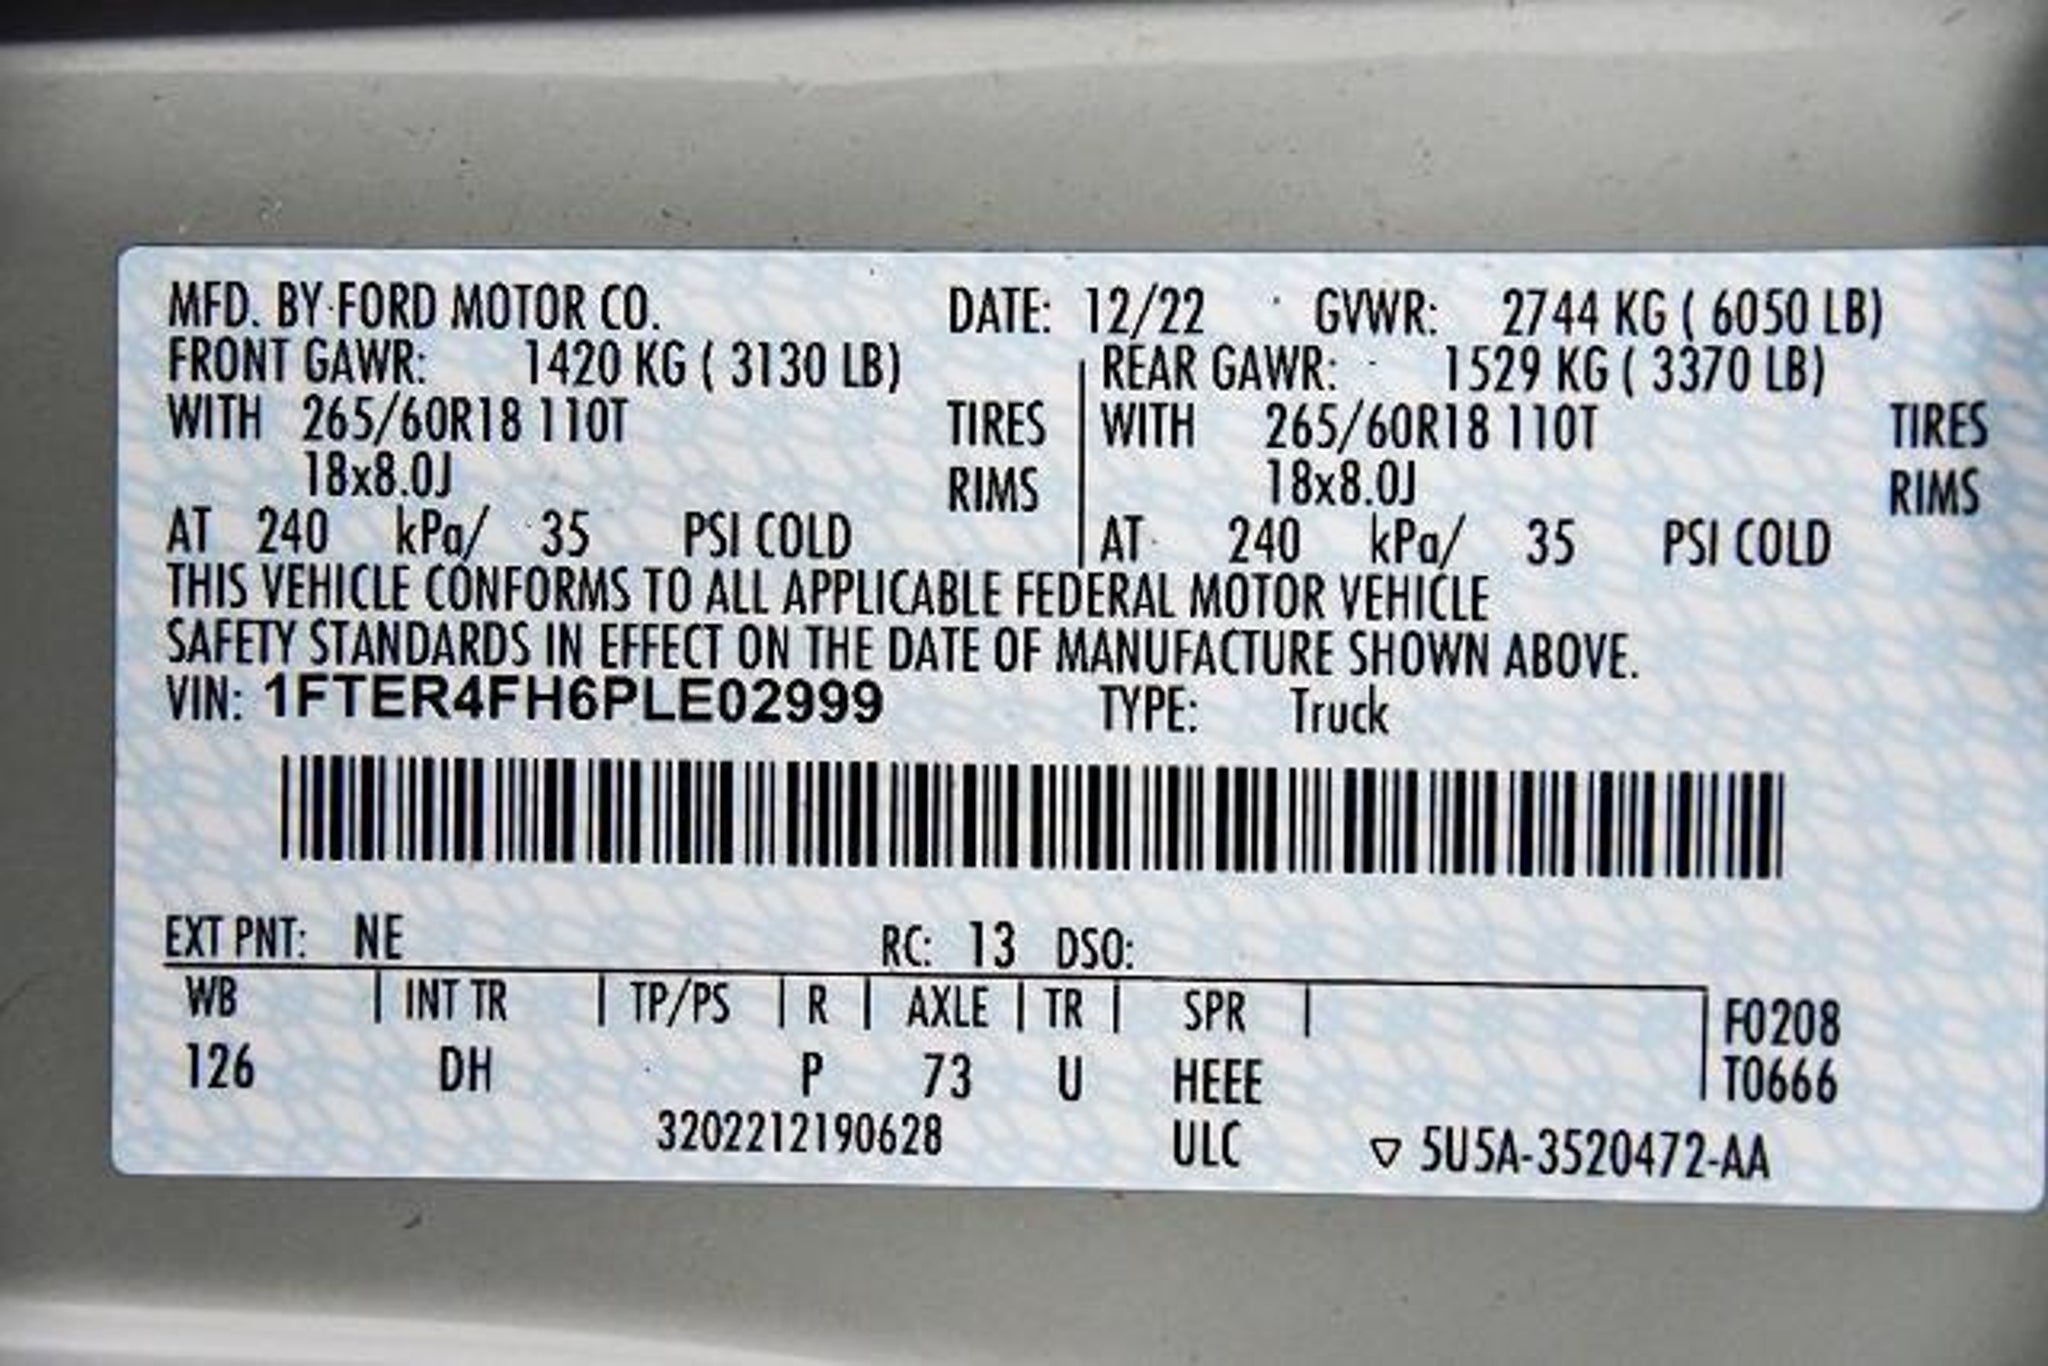 MFD. BY FORD MOTOR CO. DATE: 12/22 GVWR: 2744 KG ( 6050 LB)
FRONT GAWR: 1420 KG ( 3130 LB) REAR GAWR: 1529 KG ( 3370 LB)
WITH 265/60R18 110T TIRES WITH 265/60R18 110T TIRES
18x8.0J RIMS 18x8.0J RIMS
AT 240 kPa/ 35 PSI COLD AT 240 kPa/ 35 PSI COLD
THIS VEHICLE CONFORMS TO ALL APPLICABLE FEDERAL MOTOR VEHICLE
SAFETY STANDARDS IN EFFECT ON THE DATE OF MANUFACTURE SHOWN ABOVE.
VIN: 1FTER4FH6PLE02999 TYPE: Truck
EXT PNT: NE RC: 13 DSO:
WB INT TR TP/PS R AXLE TR SPR F0208
126 DH P 73 U HEEE T0666
3202212190628 ULC ▽ 5U5A-3520472-AA